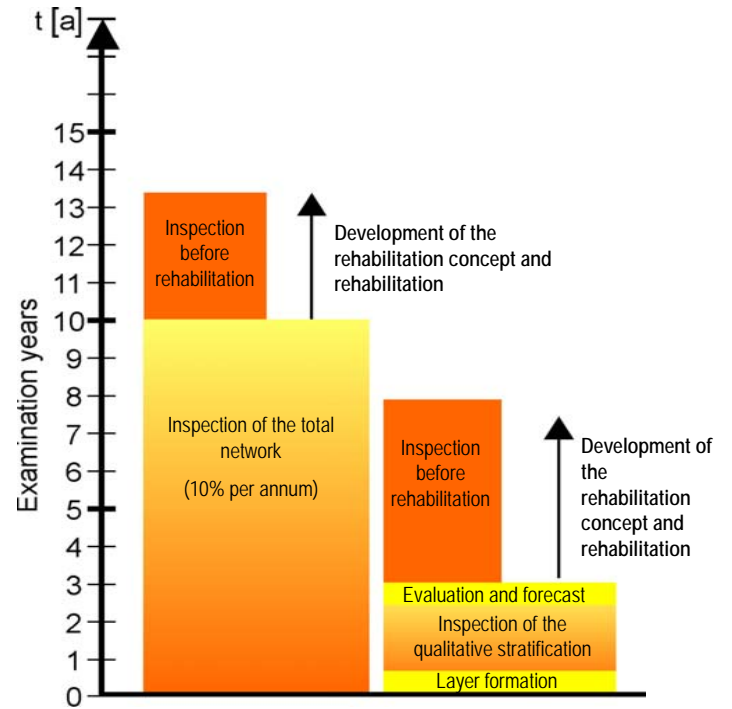 t [a]
15
14
13
12
11
10
9
8
7
6
5
4
3
2
1
0
Examination years
Inspection
before
rehabilitation
Development of the
rehabilitation concept and
rehabilitation
Inspection of the total
network
(10% per annum)
Inspection
before
rehabilitation
Development of
the
rehabilitation
concept and
rehabilitation
Evaluation and forecast
Inspection of the
qualitative stratification
Layer formation